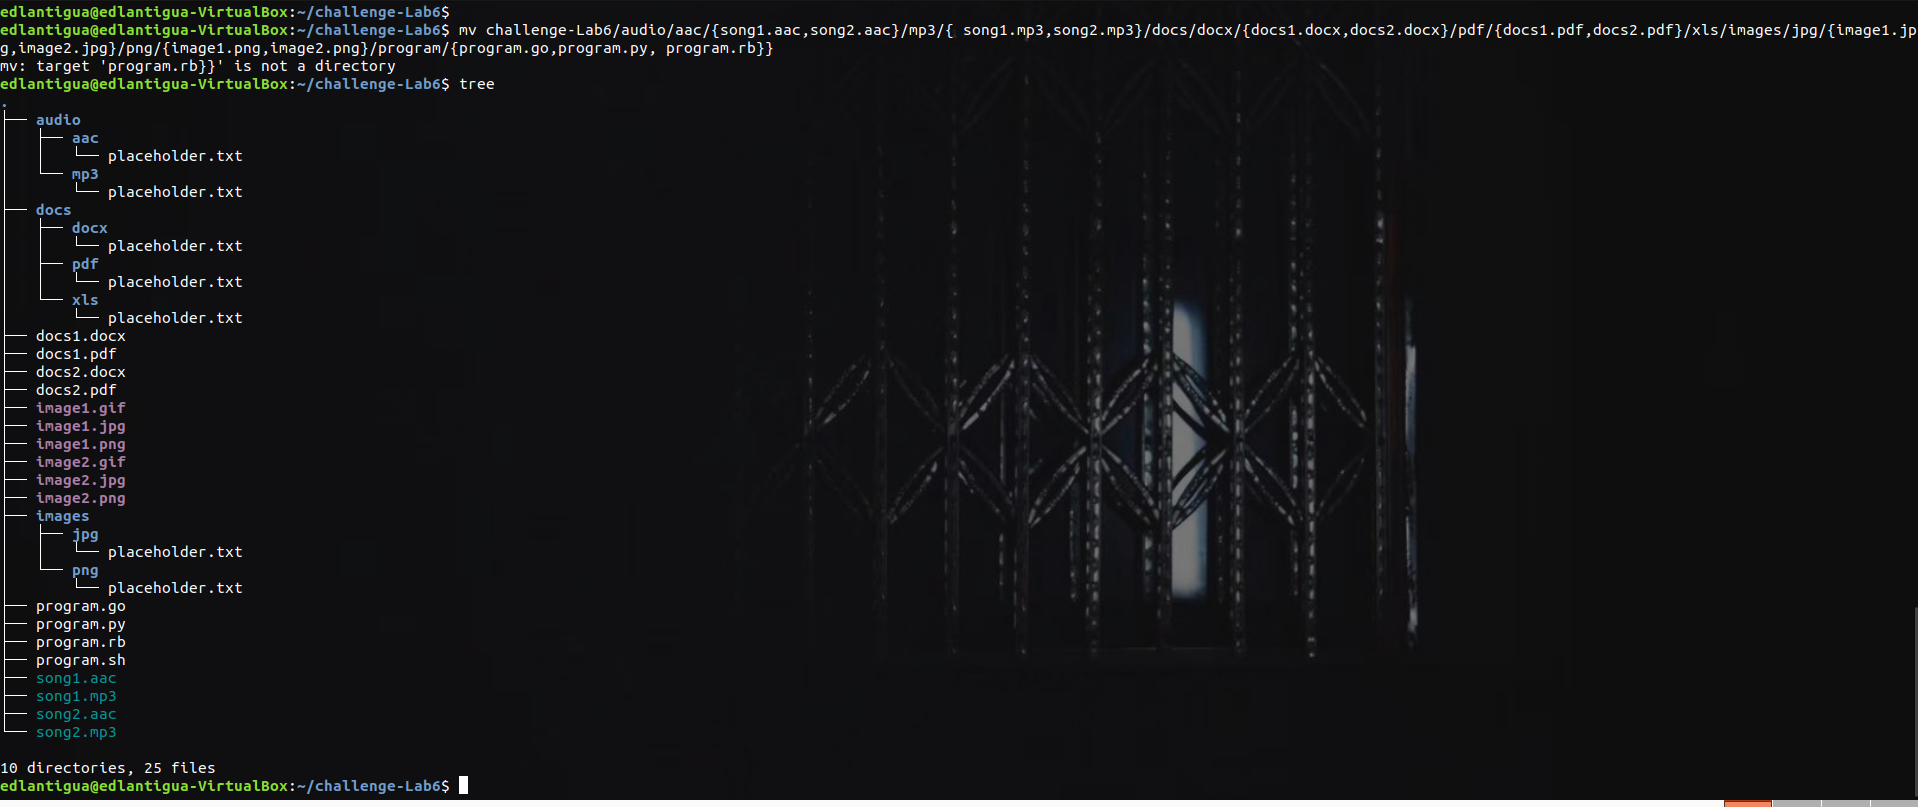 edlantigua@edlantigua-VirtualBox:~/challenge-Lab6$
edlantigua@edlantigua-VirtualBox:~/challenge-Lab6$ mv challenge-Lab6/audio/aac/{song1.aac,song2.aac}/mp3/{ song1.mp3,song2.mp3}/docs/docx/{docs1.docx,docs2.docx}/pdf/{docs1.pdf,docs2.pdf}/xls/images/jpg/{image1.jp
g,image2.jpg}/png/{image1.png,image2.png}/program/{program.go,program.py, program.rb}}
mv: target 'program.rb}}' is not a directory
edlantigua@edlantigua-VirtualBox:~/challenge-Lab6$ tree
.
├── audio
│   ├── aac
│   │   └── placeholder.txt
│   └── mp3
│       └── placeholder.txt
├── docs
│   ├── docx
│   │   └── placeholder.txt
│   ├── pdf
│   │   └── placeholder.txt
│   └── xls
│       └── placeholder.txt
├── docs1.docx
├── docs1.pdf
├── docs2.docx
├── docs2.pdf
├── image1.gif
├── image1.jpg
├── image1.png
├── image2.gif
├── image2.jpg
├── image2.png
├── images
│   ├── jpg
│   │   └── placeholder.txt
│   └── png
│       └── placeholder.txt
├── program.go
├── program.py
├── program.rb
├── program.sh
├── song1.aac
├── song1.mp3
├── song2.aac
└── song2.mp3
10 directories, 25 files
edlantigua@edlantigua-VirtualBox:~/challenge-Lab6$